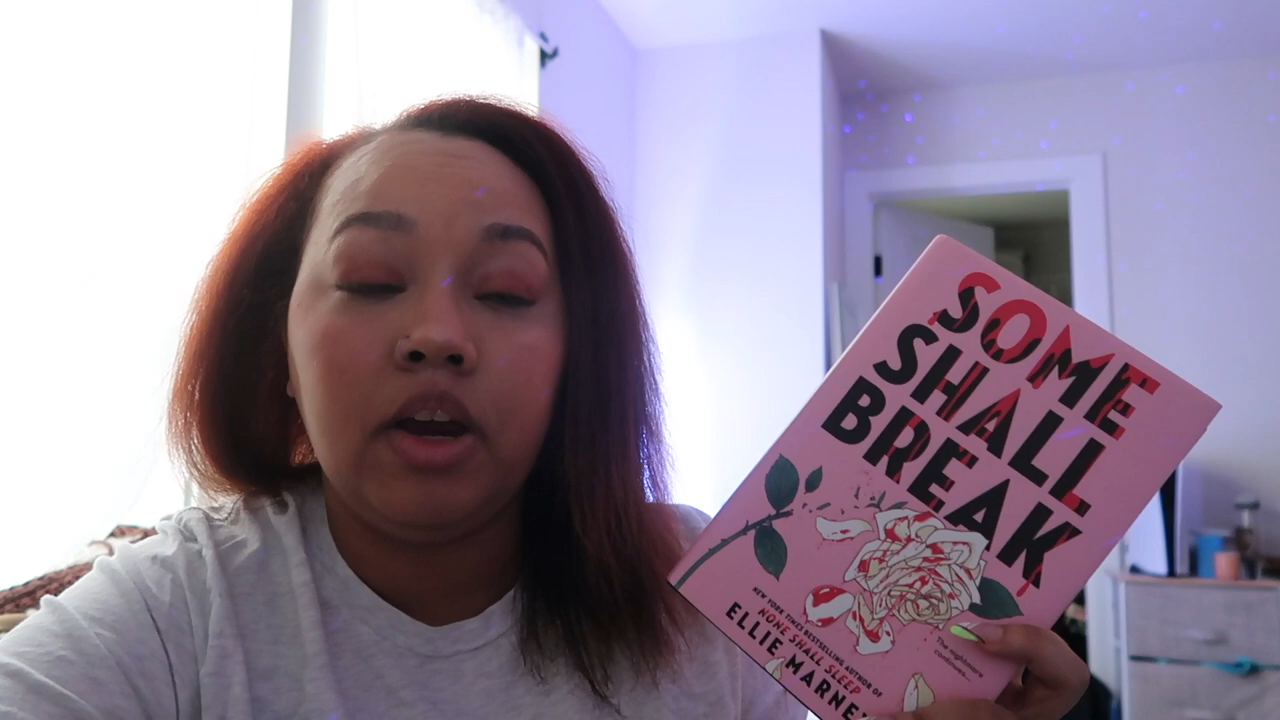 SOME
SHALL
BREAK
NEW YORK TIMES BESTSELLING AUTHOR OF
NONE SHALL SLEEP
ELLIE MARNEY
The nightmare
continues...